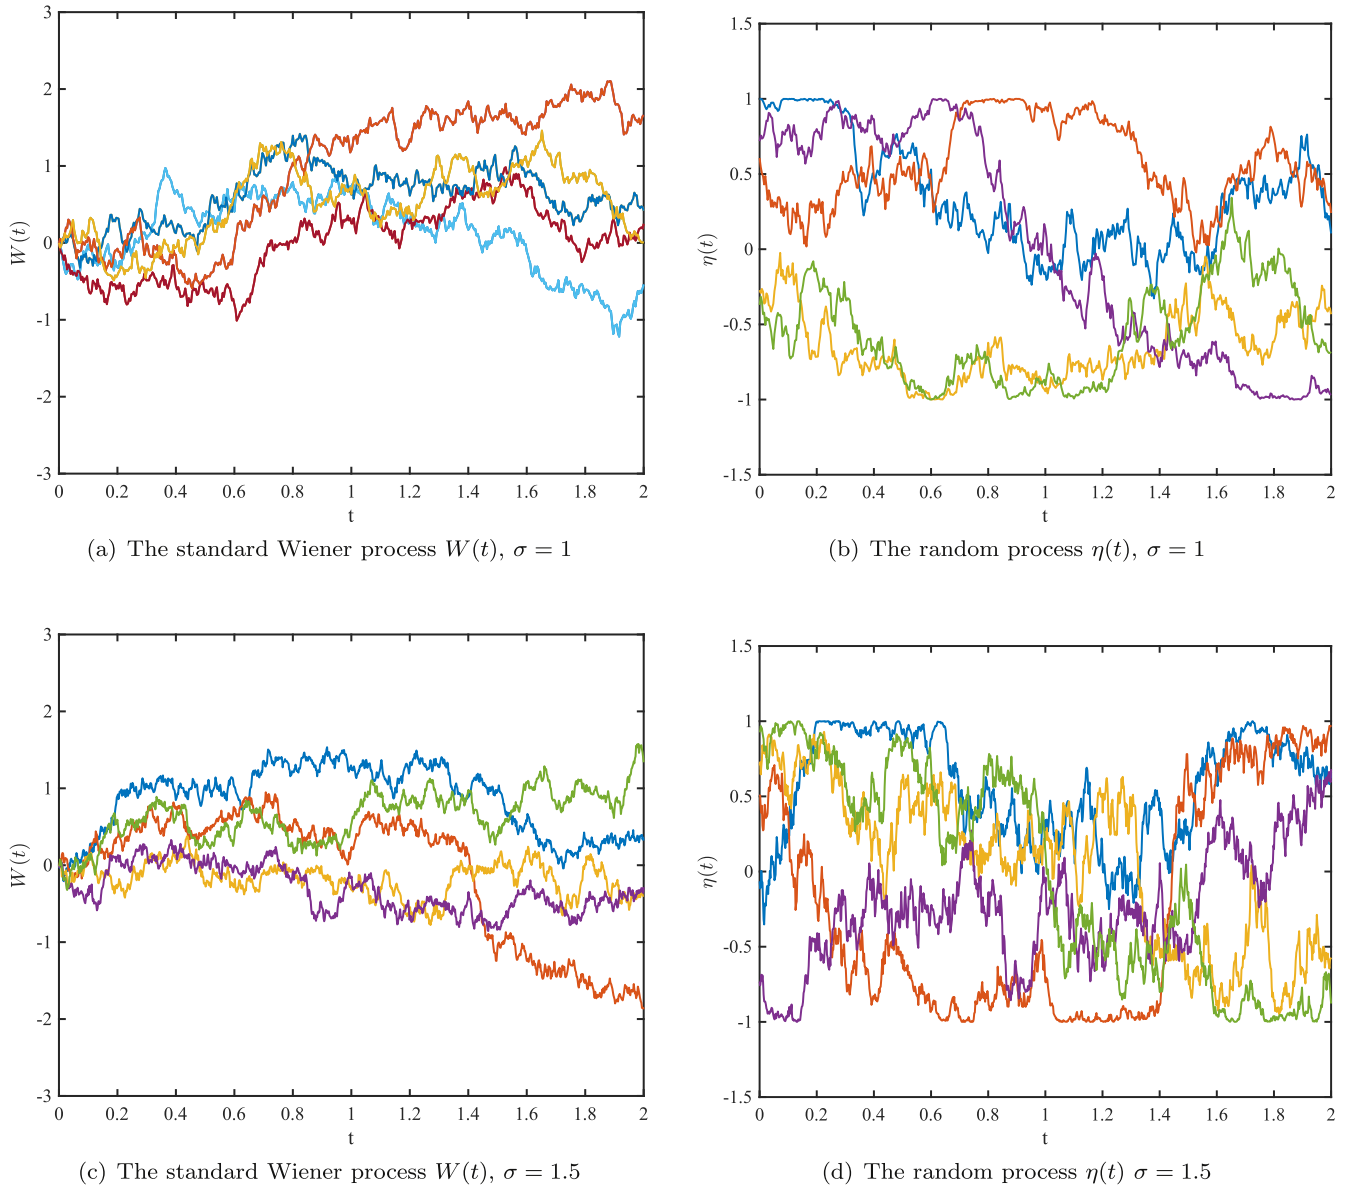 3
2
1
0
-1
-2
-3
W(t)
0 0.2 0.4 0.6 0.8 1 1.2 1.4 1.6 1.8 2
t
(a) The standard Wiener process W(t), σ = 1
1.5
1
0.5
0
-0.5
-1
-1.5
η(t)
0 0.2 0.4 0.6 0.8 1 1.2 1.4 1.6 1.8 2
t
(b) The random process η(t), σ = 1
3
2
1
0
-1
-2
-3
W(t)
0 0.2 0.4 0.6 0.8 1 1.2 1.4 1.6 1.8 2
t
(c) The standard Wiener process W(t), σ = 1.5
1.5
1
0.5
0
-0.5
-1
-1.5
η(t)
0 0.2 0.4 0.6 0.8 1 1.2 1.4 1.6 1.8 2
t
(d) The random process η(t) σ = 1.5